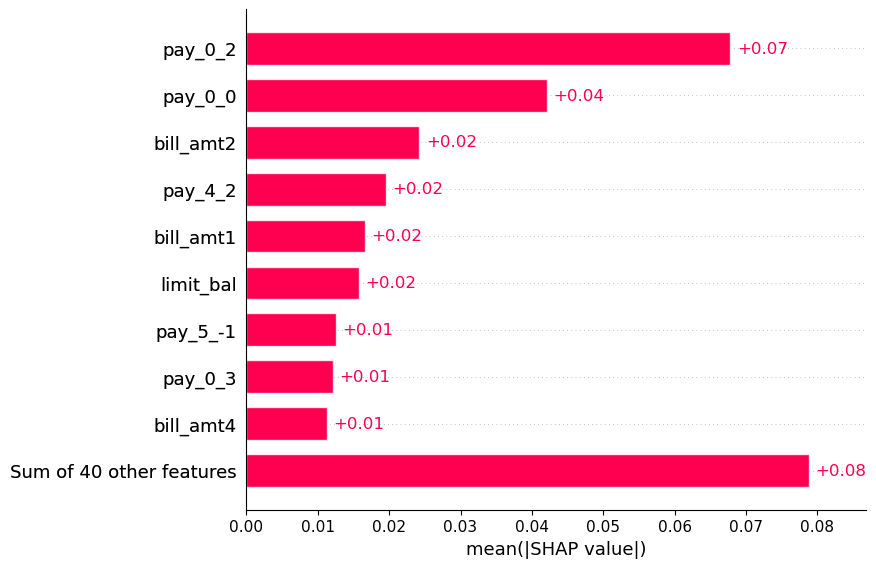 pay_0_2 +0.07
pay_0_0 +0.04
bill_amt2 +0.02
pay_4_2 +0.02
bill_amt1 +0.02
limit_bal +0.02
pay_5_-1 +0.01
pay_0_3 +0.01
bill_amt4 +0.01
Sum of 40 other features +0.08
0.00 0.01 0.02 0.03 0.04 0.05 0.06 0.07 0.08
mean(|SHAP value|)